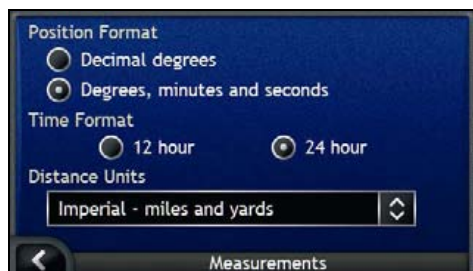 Position Format
Decimal degrees
Degrees, minutes and seconds
Time Format
12 hour 24 hour
Distance Units
Imperial - miles and yards
Measurements